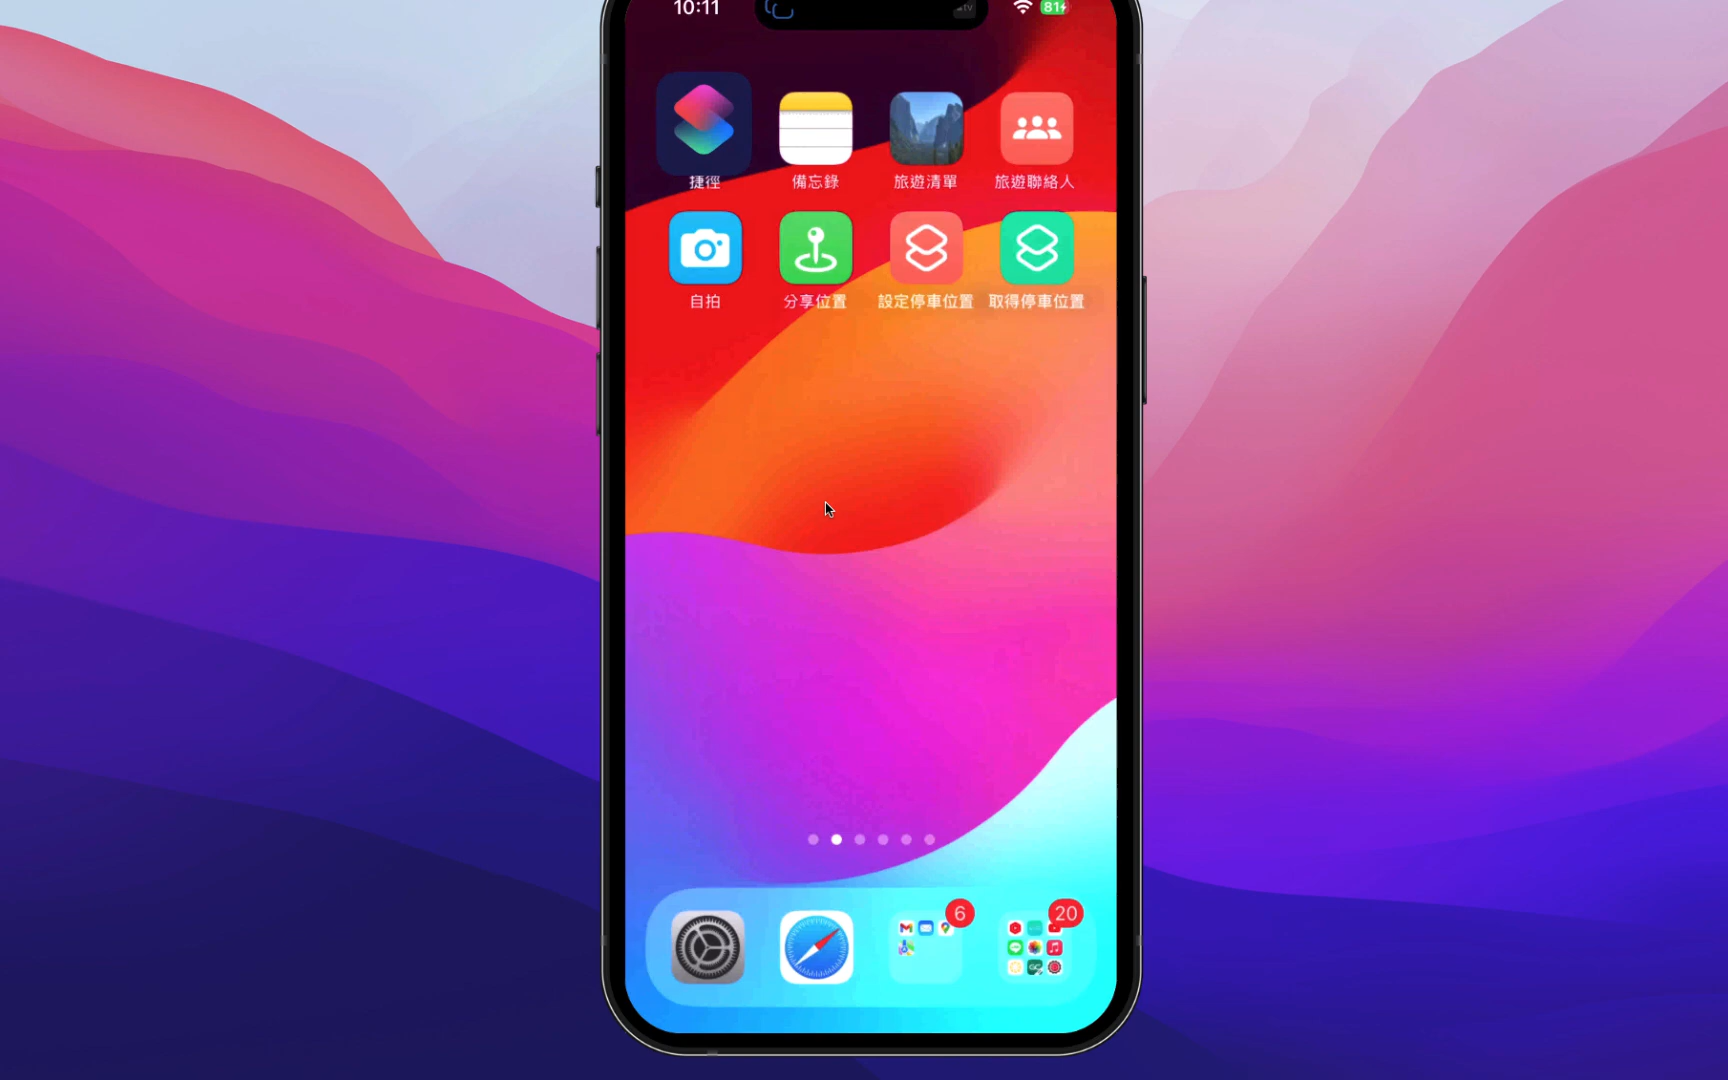 10:11
81
捷徑 備忘錄 旅遊清單 旅遊聯絡人
自拍 分享位置 設定停車位置 取得停車位置
6 20